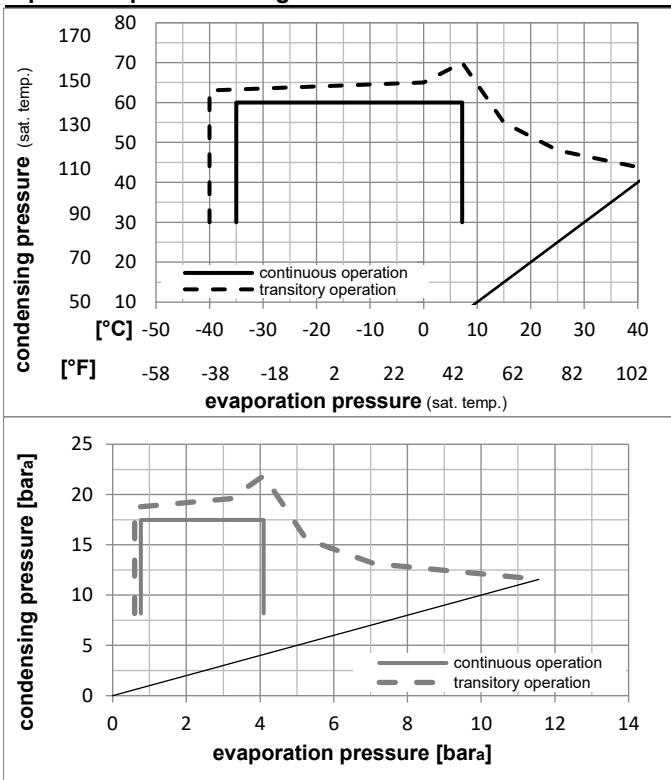 170 80
70
150 60
130 50
110 40
90 30
70 20
50 10
condensing pressure (sat. temp.)
continuous operation
transitory operation
[°C] -50 -40 -30 -20 -10 0 10 20 30 40
[°F] -58 -38 -18 2 22 42 62 82 102
evaporation pressure (sat. temp.)
25
20
15
10
5
0
condensing pressure [bara]
continuous operation
transitory operation
0 2 4 6 8 10 12 14
evaporation pressure [bara]